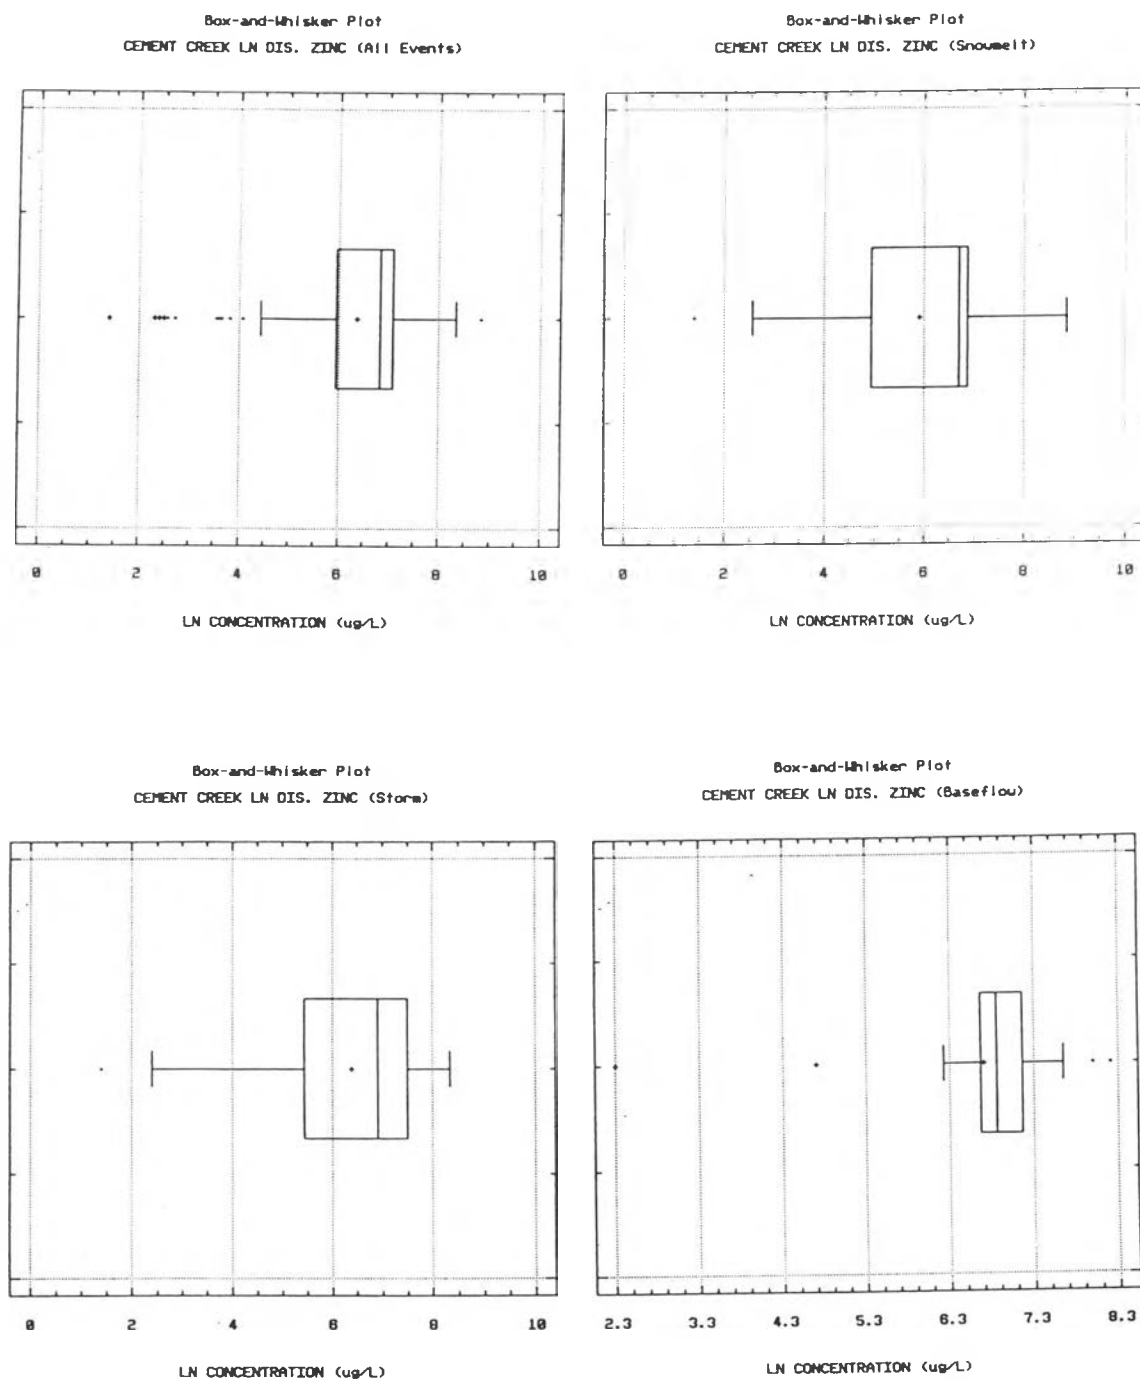 Box-and-Whisker Plot
CEMENT CREEK LN DIS. ZINC (All Events)
0 2 4 6 8 10
LN CONCENTRATION (ug/L)
Box-and-Whisker Plot
CEMENT CREEK LN DIS. ZINC (Snowmelt)
0 2 4 6 8 10
LN CONCENTRATION (ug/L)
Box-and-Whisker Plot
CEMENT CREEK LN DIS. ZINC (Storm)
0 2 4 6 8 10
LN CONCENTRATION (ug/L)
Box-and-Whisker Plot
CEMENT CREEK LN DIS. ZINC (Baseflow)
2.3 3.3 4.3 5.3 6.3 7.3 8.3
LN CONCENTRATION (ug/L)